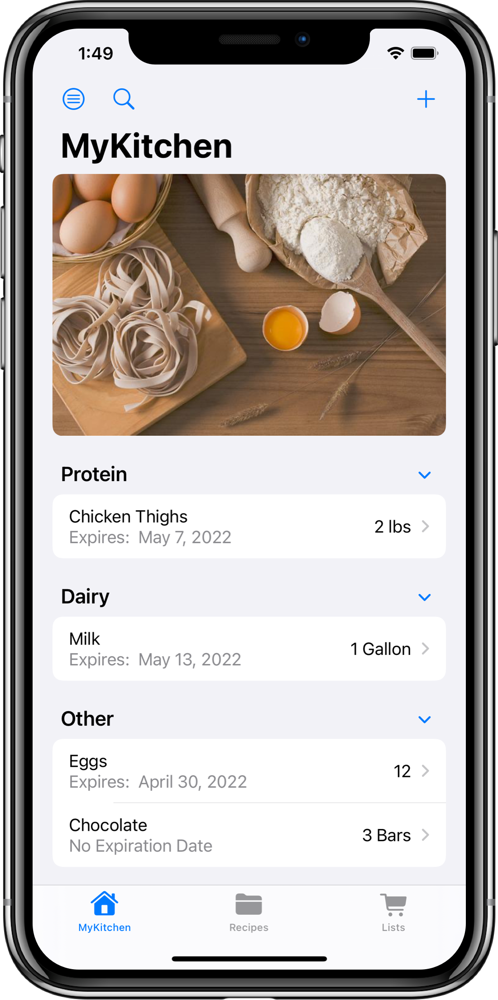 1:49
MyKitchen
Protein
Chicken Thighs
2 lbs
Expires: May 7, 2022
Dairy
Milk
1 Gallon
Expires: May 13, 2022
Other
Eggs
12
Expires: April 30, 2022
Chocolate
3 Bars
No Expiration Date
MyKitchen
Recipes
Lists